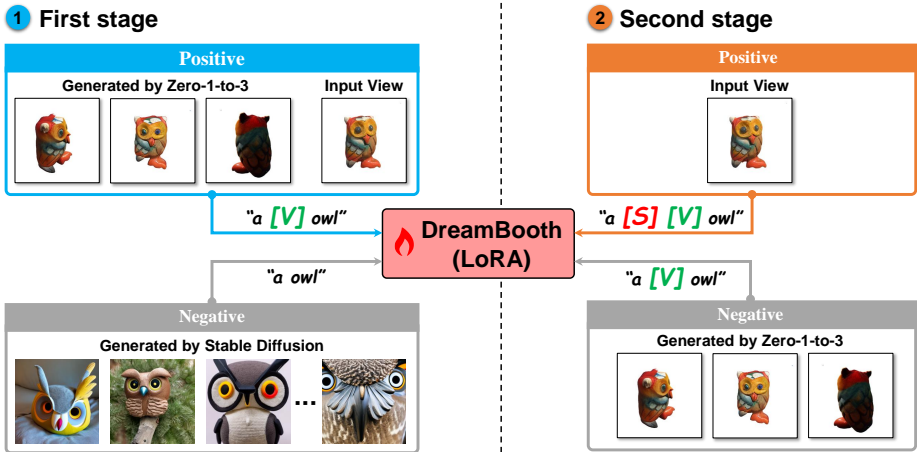 1 First stage
Positive
Generated by Zero-1-to-3
Input View
“a [V] owl”
“a owl”
Negative
Generated by Stable Diffusion
...
DreamBooth
(LoRA)
2 Second stage
Positive
Input View
“a [S] [V] owl”
“a [V] owl”
Negative
Generated by Zero-1-to-3